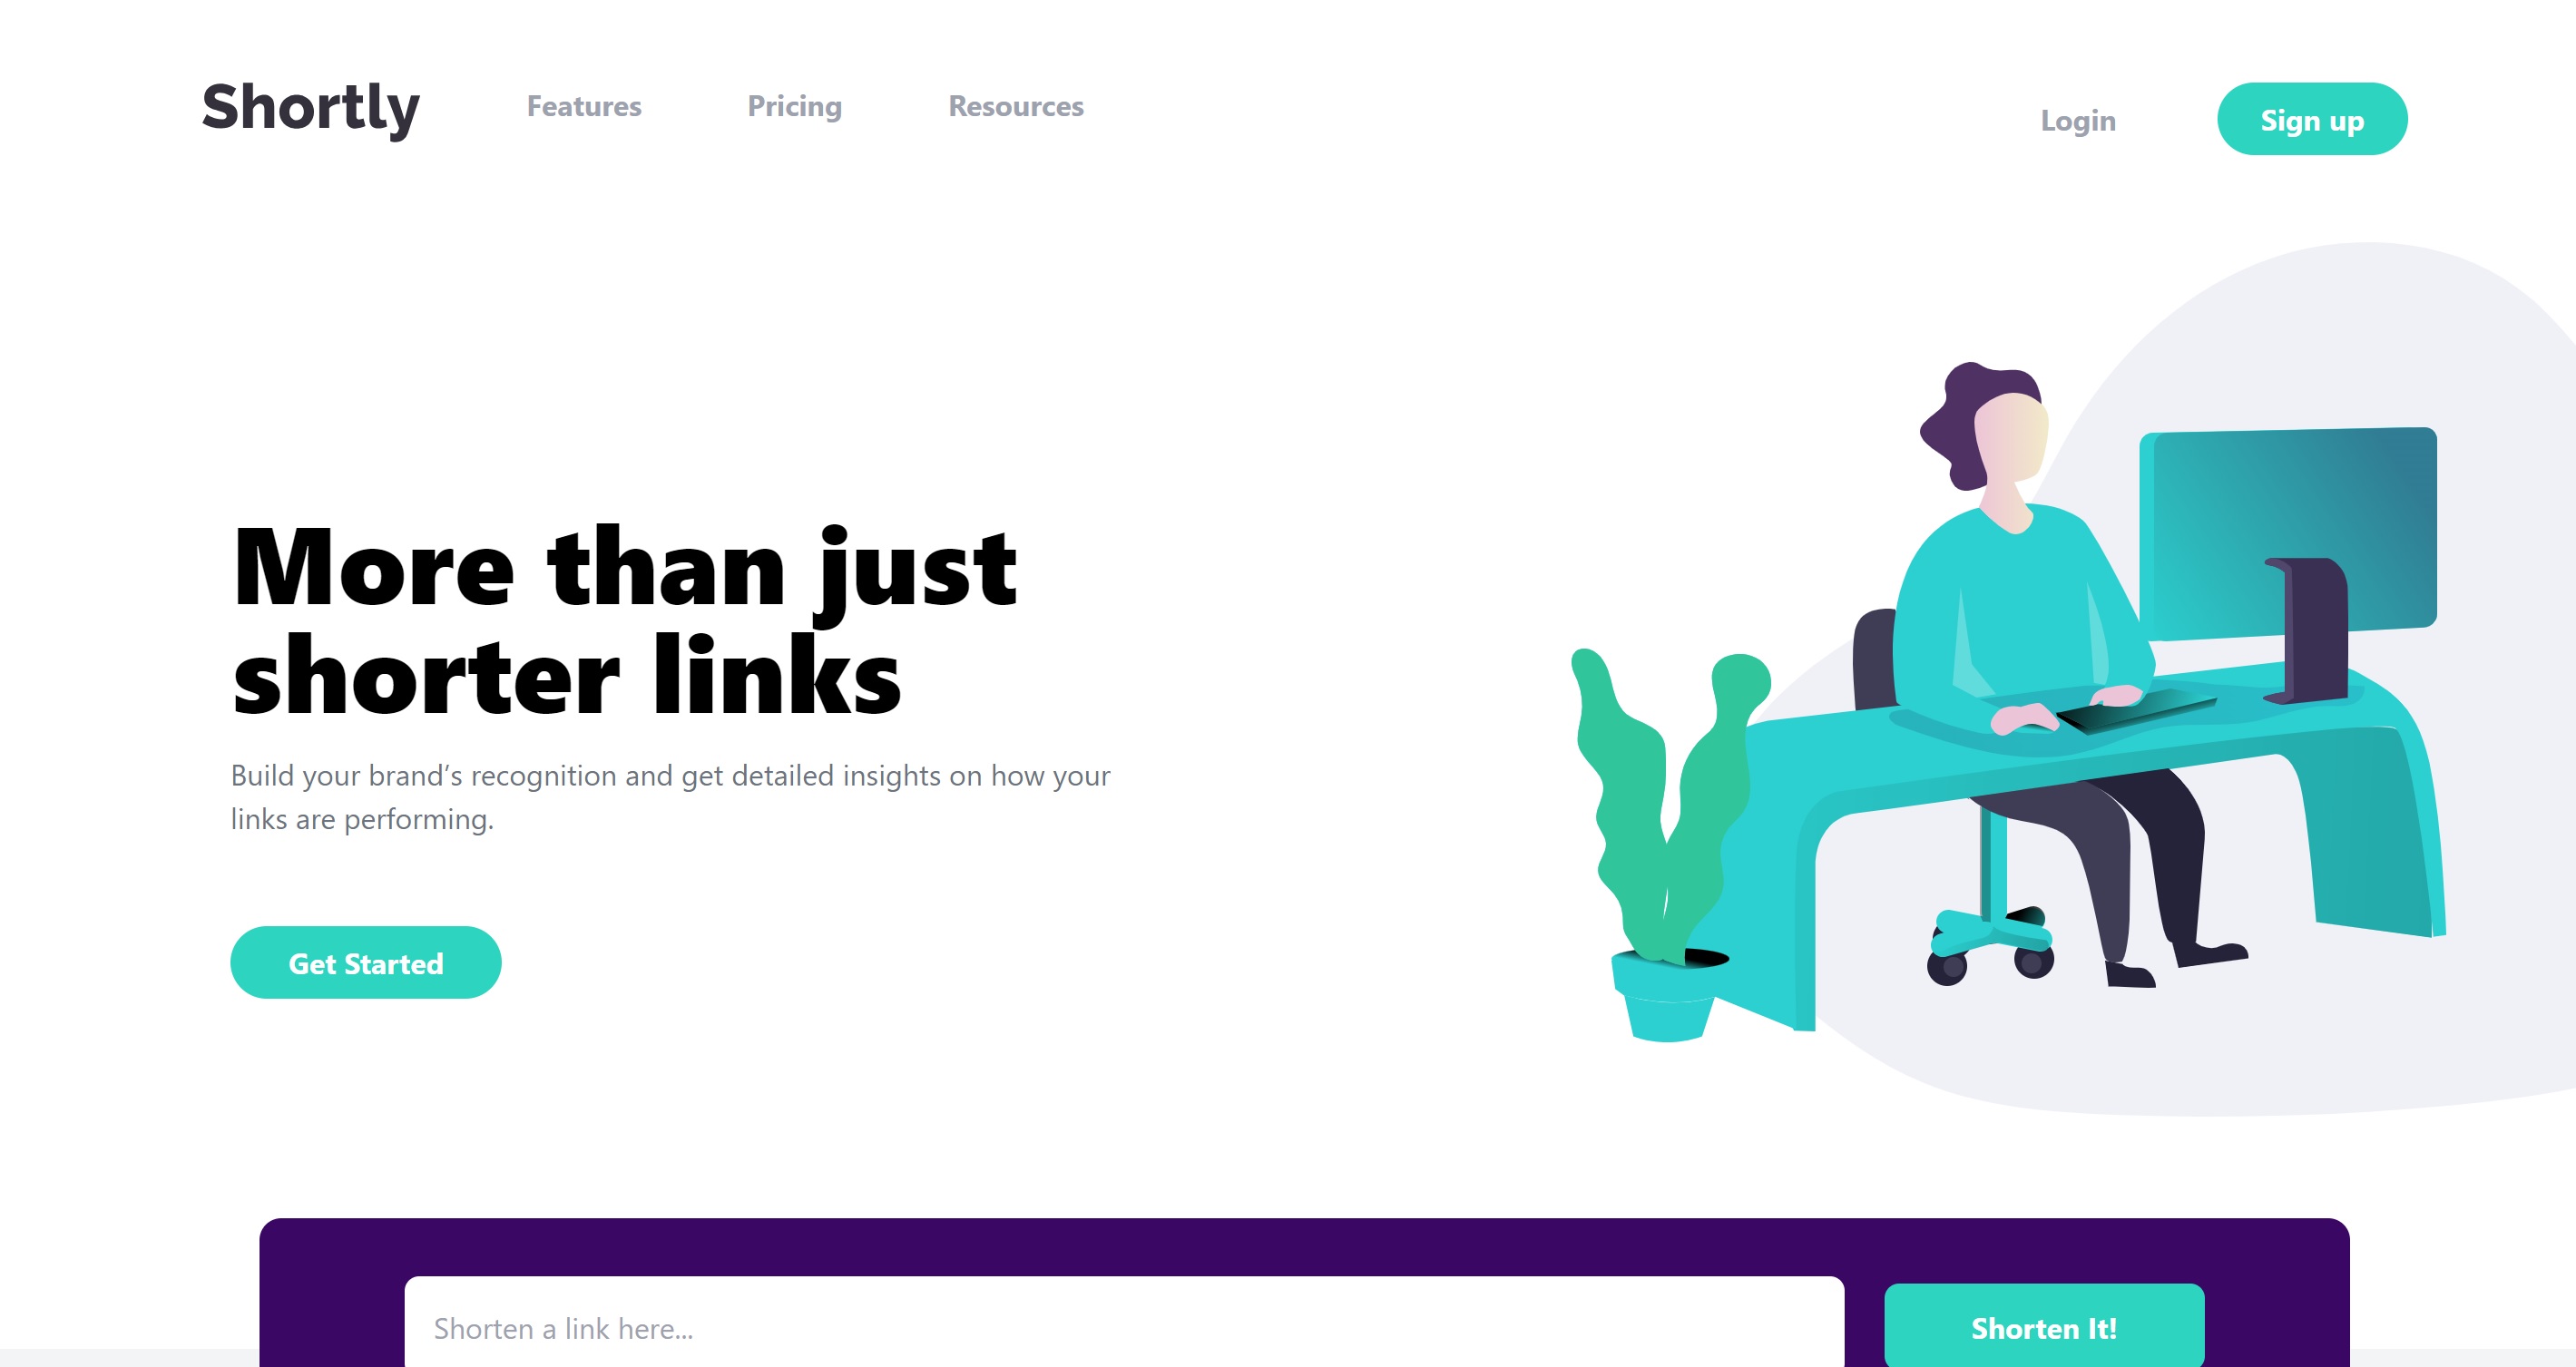 Shortly
Features
Pricing
Resources
Login
Sign up
More than just
shorter links
Build your brand’s recognition and get detailed insights on how your
links are performing.
Get Started
Shorten a link here...
Shorten It!